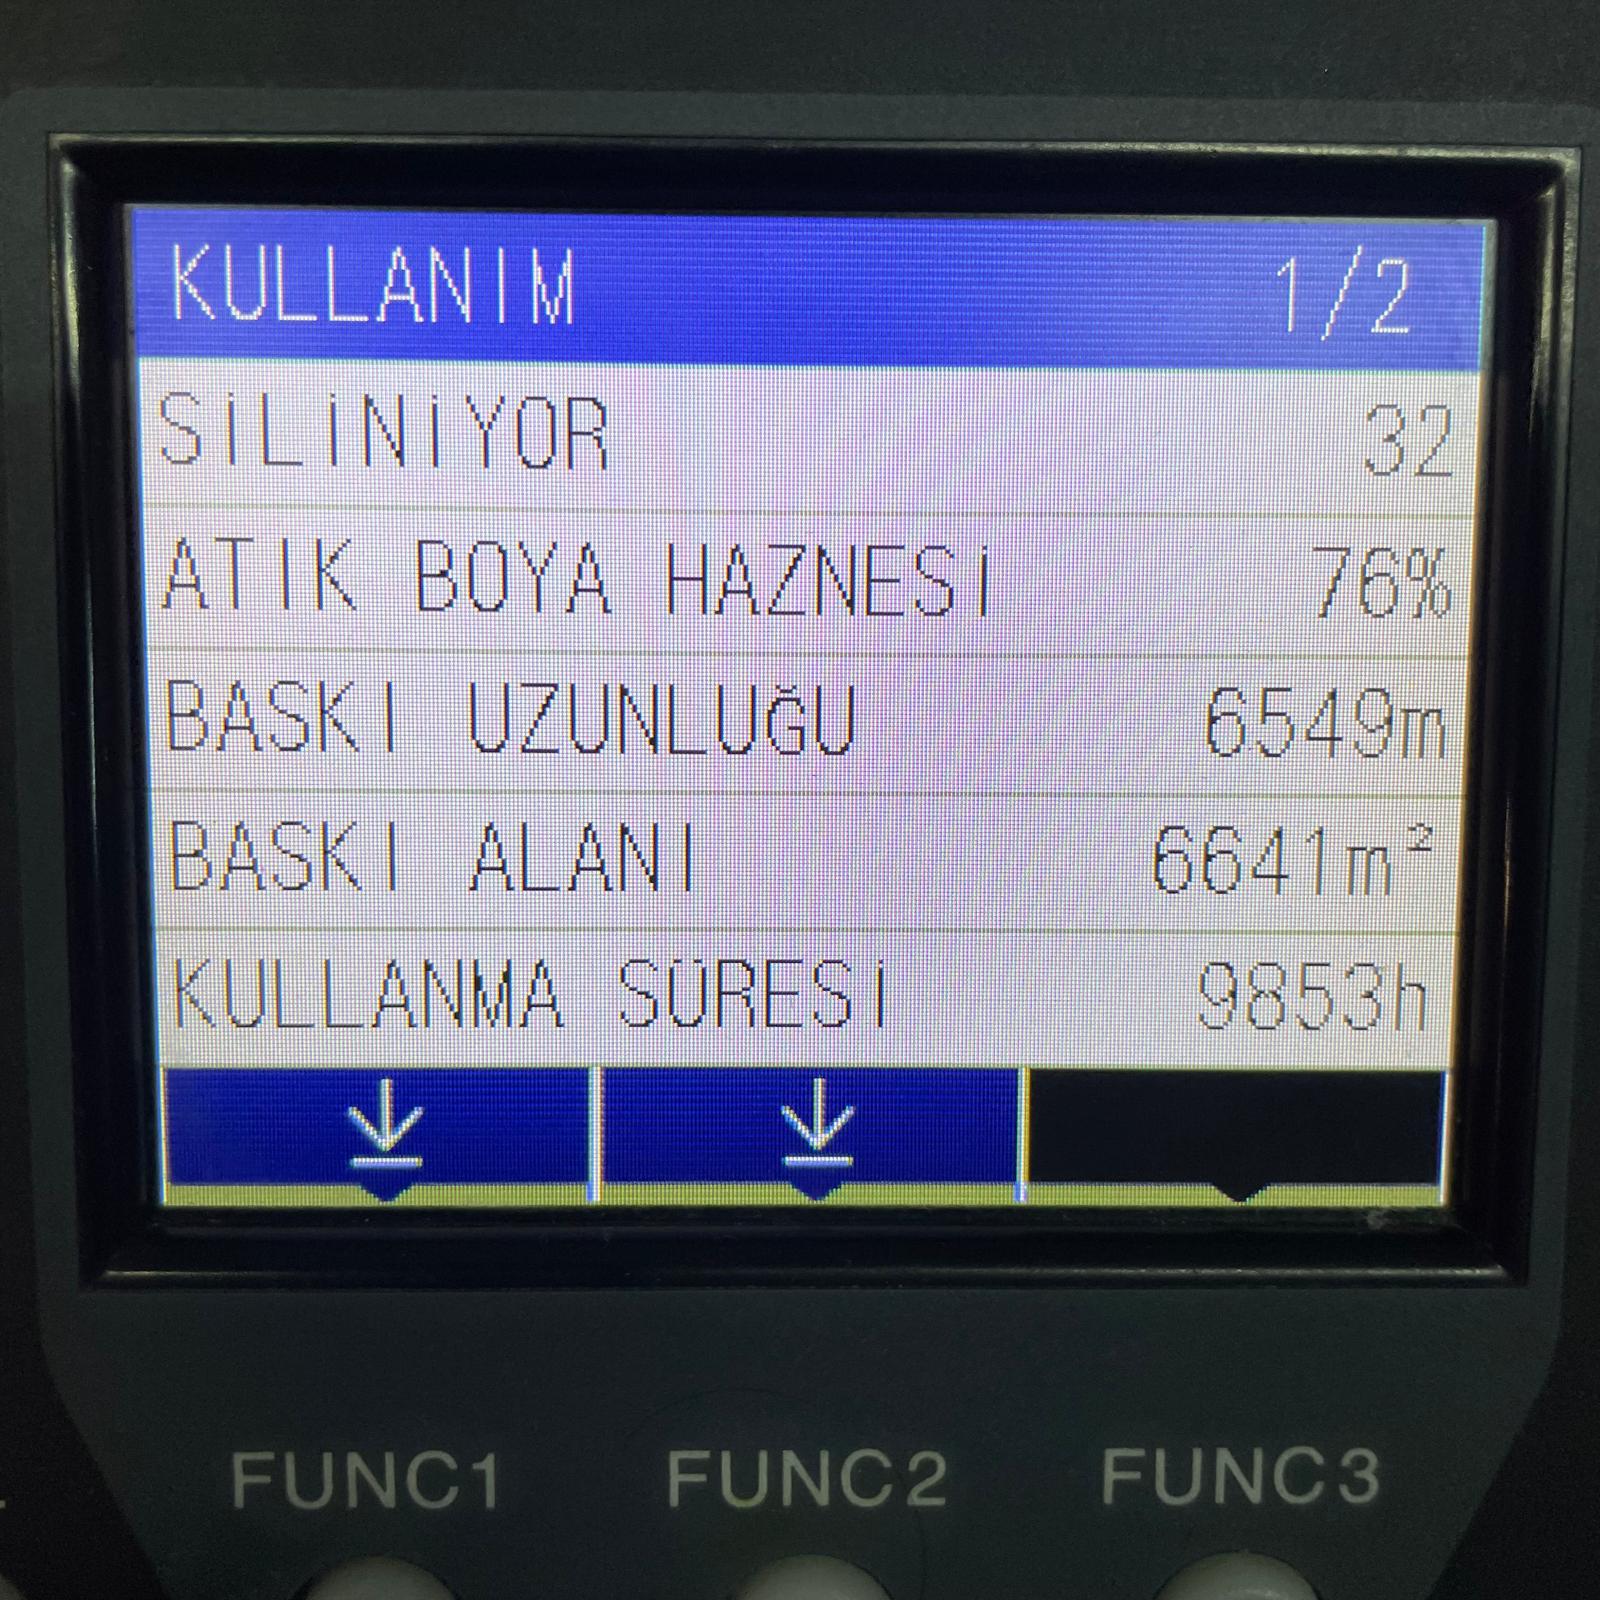 KULLANIM 1/2
SİLİNİYOR 32
ATIK BOYA HAZNESİ 76%
BASKI UZUNLUĞU 6549m
BASKI ALANI 6641m²
KULLANMA SÜRESİ 9853h
FUNC1 FUNC2 FUNC3